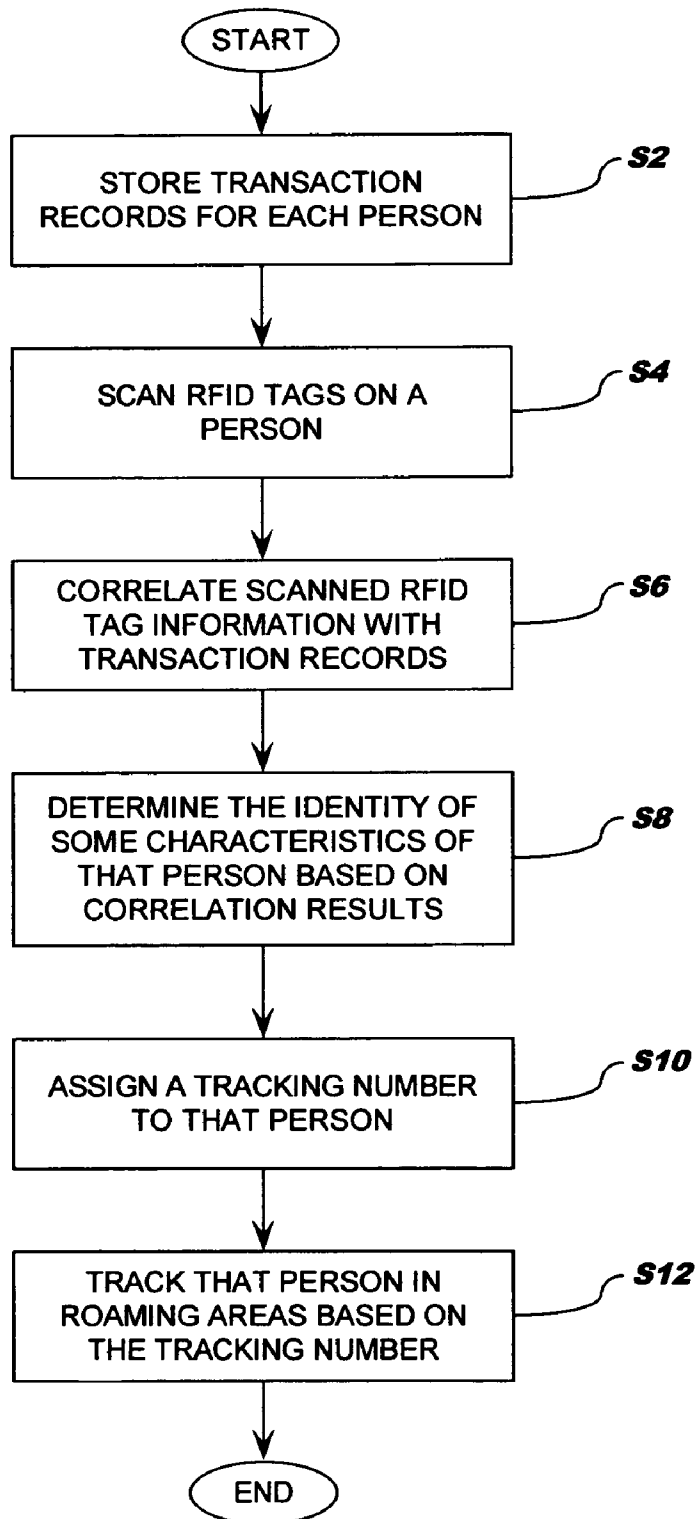 START
S2
STORE TRANSACTION
RECORDS FOR EACH PERSON
S4
SCAN RFID TAGS ON A
PERSON
S6
CORRELATE SCANNED RFID
TAG INFORMATION WITH
TRANSACTION RECORDS
S8
DETERMINE THE IDENTITY OF
SOME CHARACTERISTICS OF
THAT PERSON BASED ON
CORRELATION RESULTS
S10
ASSIGN A TRACKING NUMBER
TO THAT PERSON
S12
TRACK THAT PERSON IN
ROAMING AREAS BASED ON
THE TRACKING NUMBER
END